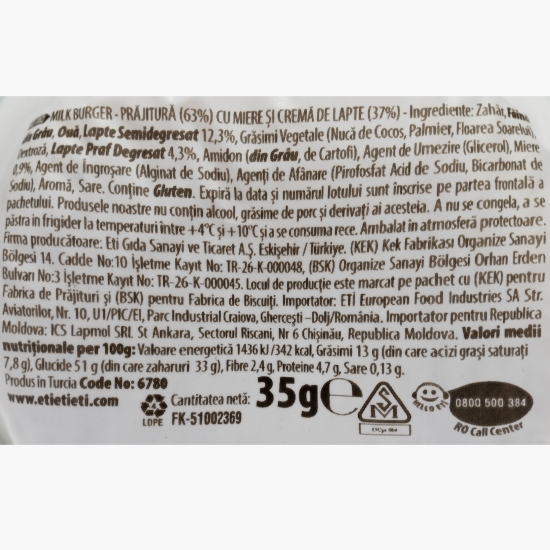 MILK BURGER - PRĂJITURĂ (63%) CU MIERE ȘI CREMĂ DE LAPTE (37%) - Ingrediente: Zahăr, Făină
din Grâu, Ouă, Lapte Semidegresat 12,3%, Grăsimi Vegetale (Nucă de Cocos, Palmier, Floarea Soarelui),
Dextroză, Lapte Praf Degresat 4,3%, Amidon (din Grâu, de Cartofi), Agent de Umezire (Glicerol), Miere
0,9%, Agent de Îngroșare (Alginat de Sodiu), Agenți de Afânare (Pirofosfat Acid de Sodiu, Bicarbonat de
Sodiu), Aromă, Sare. Conține Gluten. Expiră la data și numărul lotului sunt înscrise pe partea frontală a
pachetului. Produsele noastre nu conțin alcool, grăsime de porc și derivați ai acesteia. A nu se congela, a se
păstra in frigider la temperaturi între +4°C și +10°C și a se consuma rece. Ambalat in atmosferă protectoare.
Firma producătoare: Eti Gıda Sanayi ve Ticaret A.Ş. Eskişehir / Türkiye. (KEK) Kek Fabrikası Organize Sanayi
Bölgesi 14. Cadde No: 10 İşletme Kayıt No: TR-26-K-000048, (BSK) Organize Sanayi Bölgesi Orhan Erden
Bulvarı No:3 İşletme Kayıt No: TR-26-K-000045. Locul de producție este marcat pe pachet cu (KEK) pentru
Fabrica de Prăjituri și (BSK) pentru Fabrica de Biscuiți. Importator: ETİ European Food Industries SA Str.
Aviatorilor, Nr. 10, U1/PIC/EI, Parc Industrial Craiova, Ghercești –Dolj/România. Importator pentru Republica
Moldova: ICS Lapmol SRL St Ankara, Sectorul Riscani, Nr 6 Chișinău, Republica Moldova. Valori medii
nutriționale per 100g: Valoare energetică 1436 kJ/342 kcal, Grăsimi 13 g (din care acizi grași saturați
7,8 g), Glucide 51 g (din care zaharuri 33 g), Fibre 2,4 g, Proteine 4,7 g, Sare 0,13 g.
Produs in Turcia Code No: 6780
www.etietieti.com
LDPE
Cantitatea netă: 35g e
FK-51002369
0800 500 384
RO Call Center